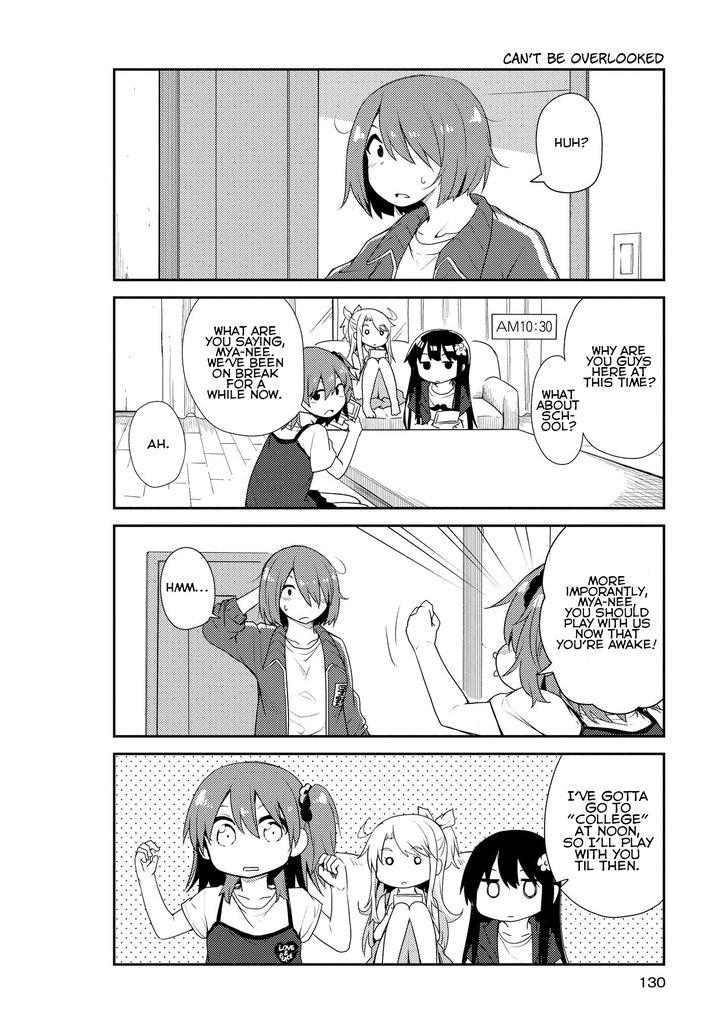 CAN'T BE OVERLOOKED
HUH?
WHY ARE
YOU GUYS
HERE AT
THIS TIME?
WHAT
ABOUT
SCH-
OOL?
AM10:30
WHAT ARE
YOU SAYING,
MYA-NEE.
WE'VE BEEN
ON BREAK
FOR A
WHILE NOW.
AH.
MORE
IMPORANTLY,
MYA-NEE,
YOU SHOULD
PLAY WITH US
NOW THAT
YOU'RE AWAKE!
HMM...
I'VE GOTTA
GO TO
"COLLEGE"
AT NOON,
SO I'LL PLAY
WITH YOU
TIL THEN.
LOVE
130